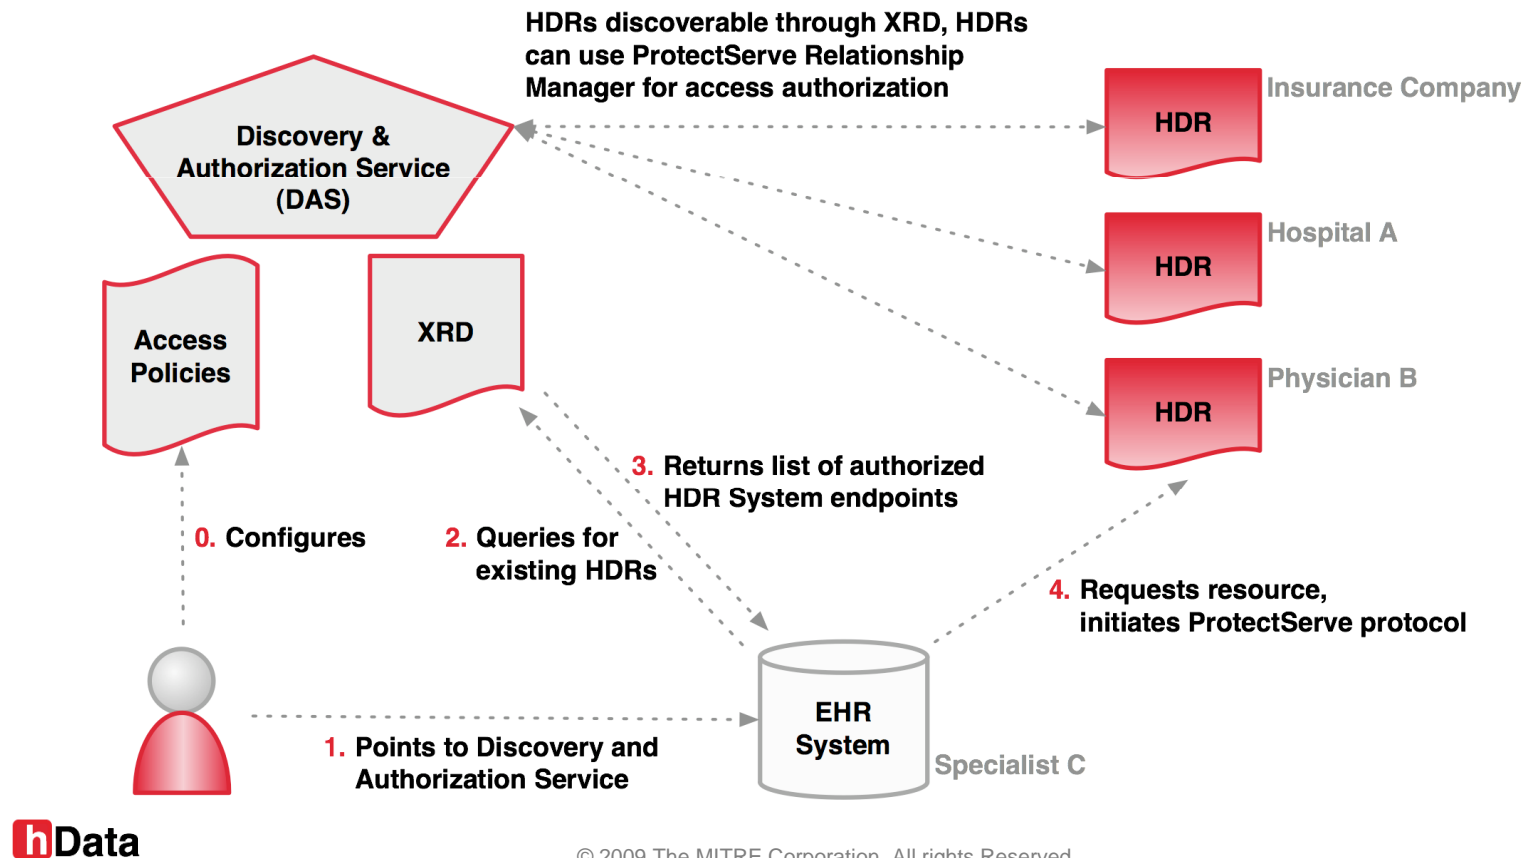 HDRs discoverable through XRD, HDRs
can use ProtectServe Relationship
Manager for access authorization
Insurance Company
HDR
Discovery &
Authorization Service
(DAS)
Hospital A
HDR
Access
Policies
XRD
Physician B
HDR
3. Returns list of authorized
HDR System endpoints
0. Configures
2. Queries for
existing HDRs
4. Requests resource,
initiates ProtectServe protocol
EHR
System
1. Points to Discovery and
Authorization Service
Specialist C
hData
© 2009 The MITRE Corporation. All rights Reserved